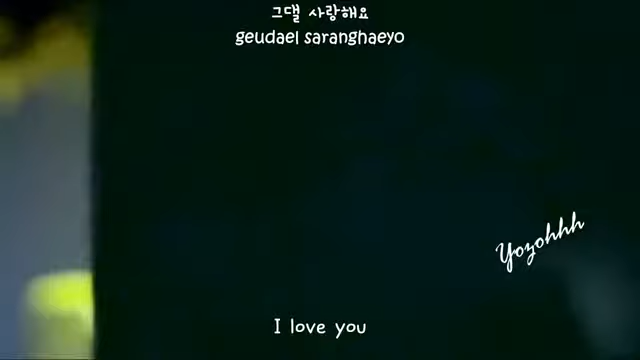 그댈 사랑해요
geudael saranghaeyo
Yozohhh
I love you